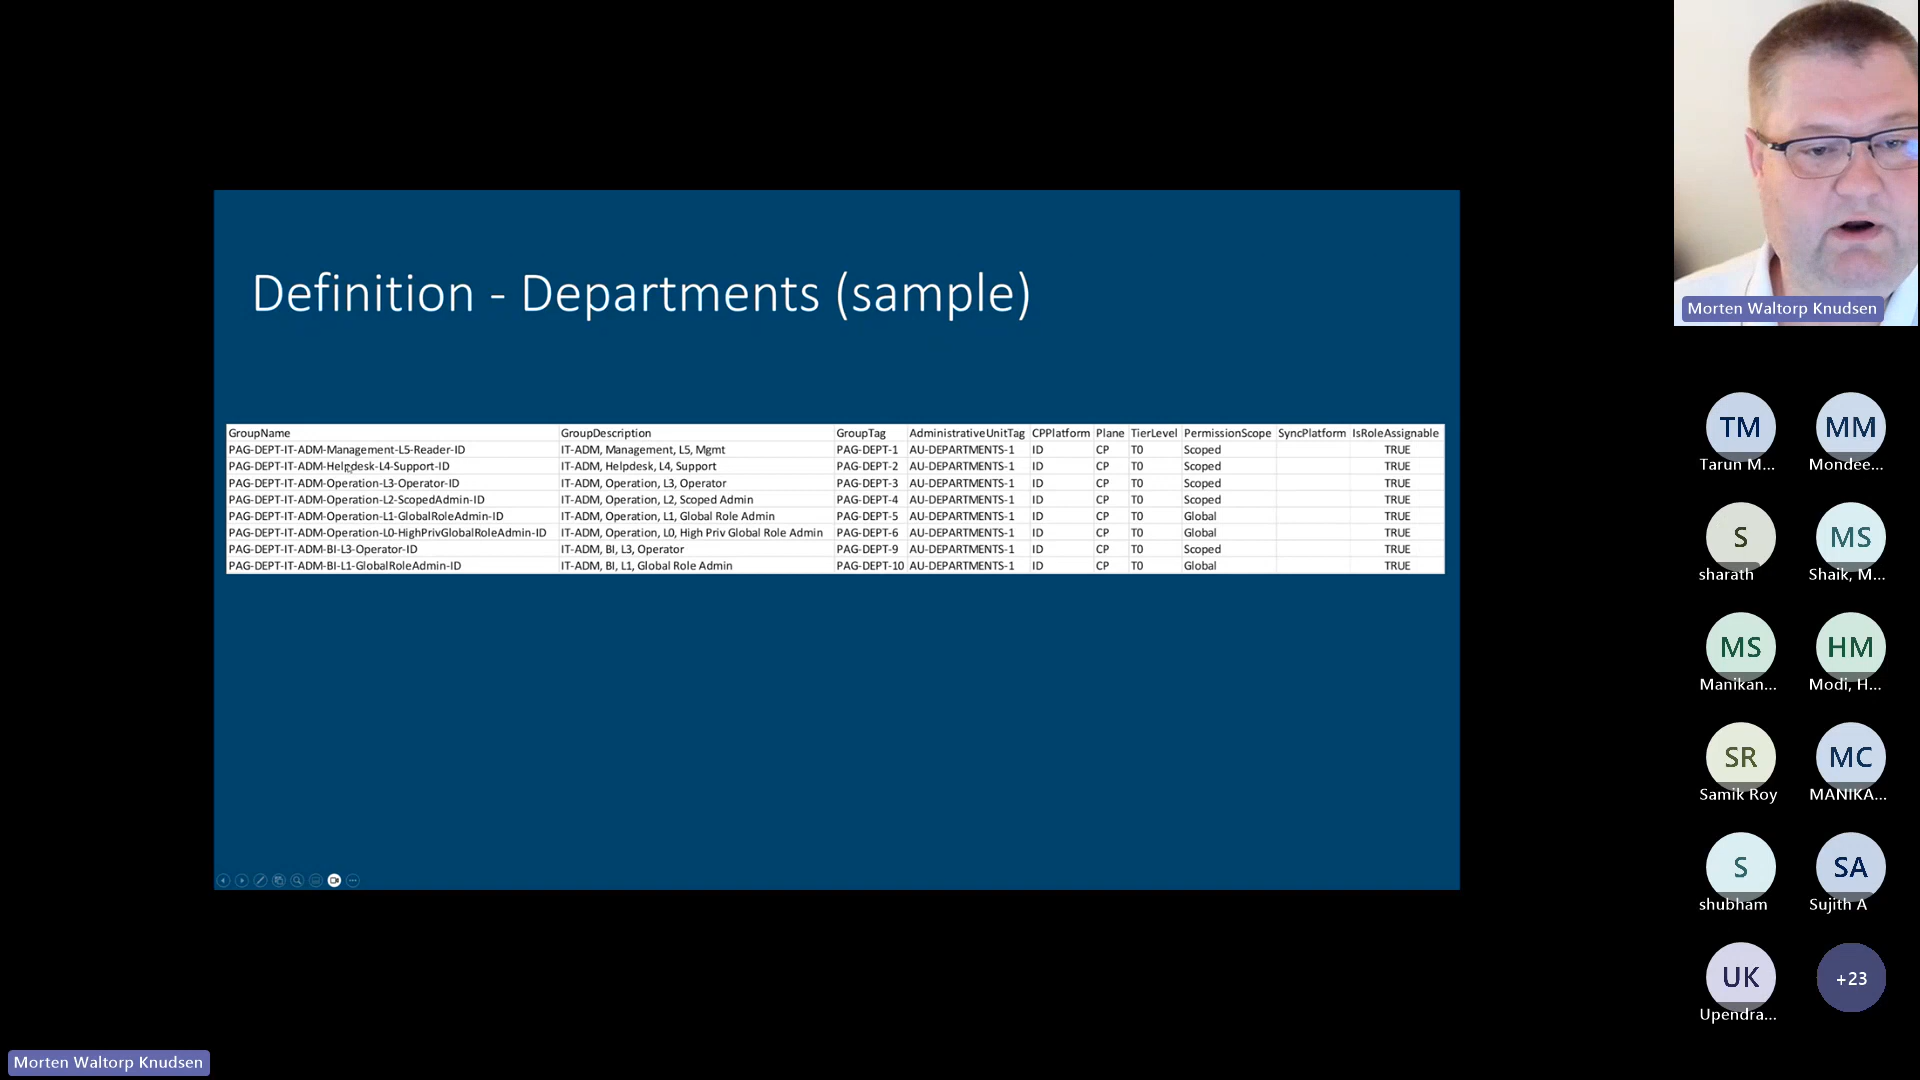 Definition - Departments (sample)
GroupName GroupDescription GroupTag AdministrativeUnitTag CPPlatform Plane TierLevel PermissionScope SyncPlatform IsRoleAssignable
PAG-DEPT-IT-ADM-Management-L5-Reader-ID IT-ADM, Management, L5, Mgmt PAG-DEPT-1 AU-DEPARTMENTS-1 ID CP T0 Scoped TRUE
PAG-DEPT-IT-ADM-Helpdesk-L4-Support-ID IT-ADM, Helpdesk, L4, Support PAG-DEPT-2 AU-DEPARTMENTS-1 ID CP T0 Scoped TRUE
PAG-DEPT-IT-ADM-Operation-L3-Operator-ID IT-ADM, Operation, L3, Operator PAG-DEPT-3 AU-DEPARTMENTS-1 ID CP T0 Scoped TRUE
PAG-DEPT-IT-ADM-Operation-L2-ScopedAdmin-ID IT-ADM, Operation, L2, Scoped Admin PAG-DEPT-4 AU-DEPARTMENTS-1 ID CP T0 Scoped TRUE
PAG-DEPT-IT-ADM-Operation-L1-GlobalRoleAdmin-ID IT-ADM, Operation, L1, Global Role Admin PAG-DEPT-5 AU-DEPARTMENTS-1 ID CP T0 Global TRUE
PAG-DEPT-IT-ADM-Operation-L0-HighPrivGlobalRoleAdmin-ID IT-ADM, Operation, L0, High Priv Global Role Admin PAG-DEPT-6 AU-DEPARTMENTS-1 ID CP T0 Global TRUE
PAG-DEPT-IT-ADM-BI-L3-Operator-ID IT-ADM, BI, L3, Operator PAG-DEPT-9 AU-DEPARTMENTS-1 ID CP T0 Scoped TRUE
PAG-DEPT-IT-ADM-BI-L1-GlobalRoleAdmin-ID IT-ADM, BI, L1, Global Role Admin PAG-DEPT-10 AU-DEPARTMENTS-1 ID CP T0 Global TRUE
Morten Waltorp Knudsen
TM MM
Tarun M... Mondee...
S MS
sharath Shaik, M...
MS HM
Manikan... Modi, H...
SR MC
Samik Roy MANIKA...
S SA
shubham Sujith A
UK +23
Upendra...
Morten Waltorp Knudsen